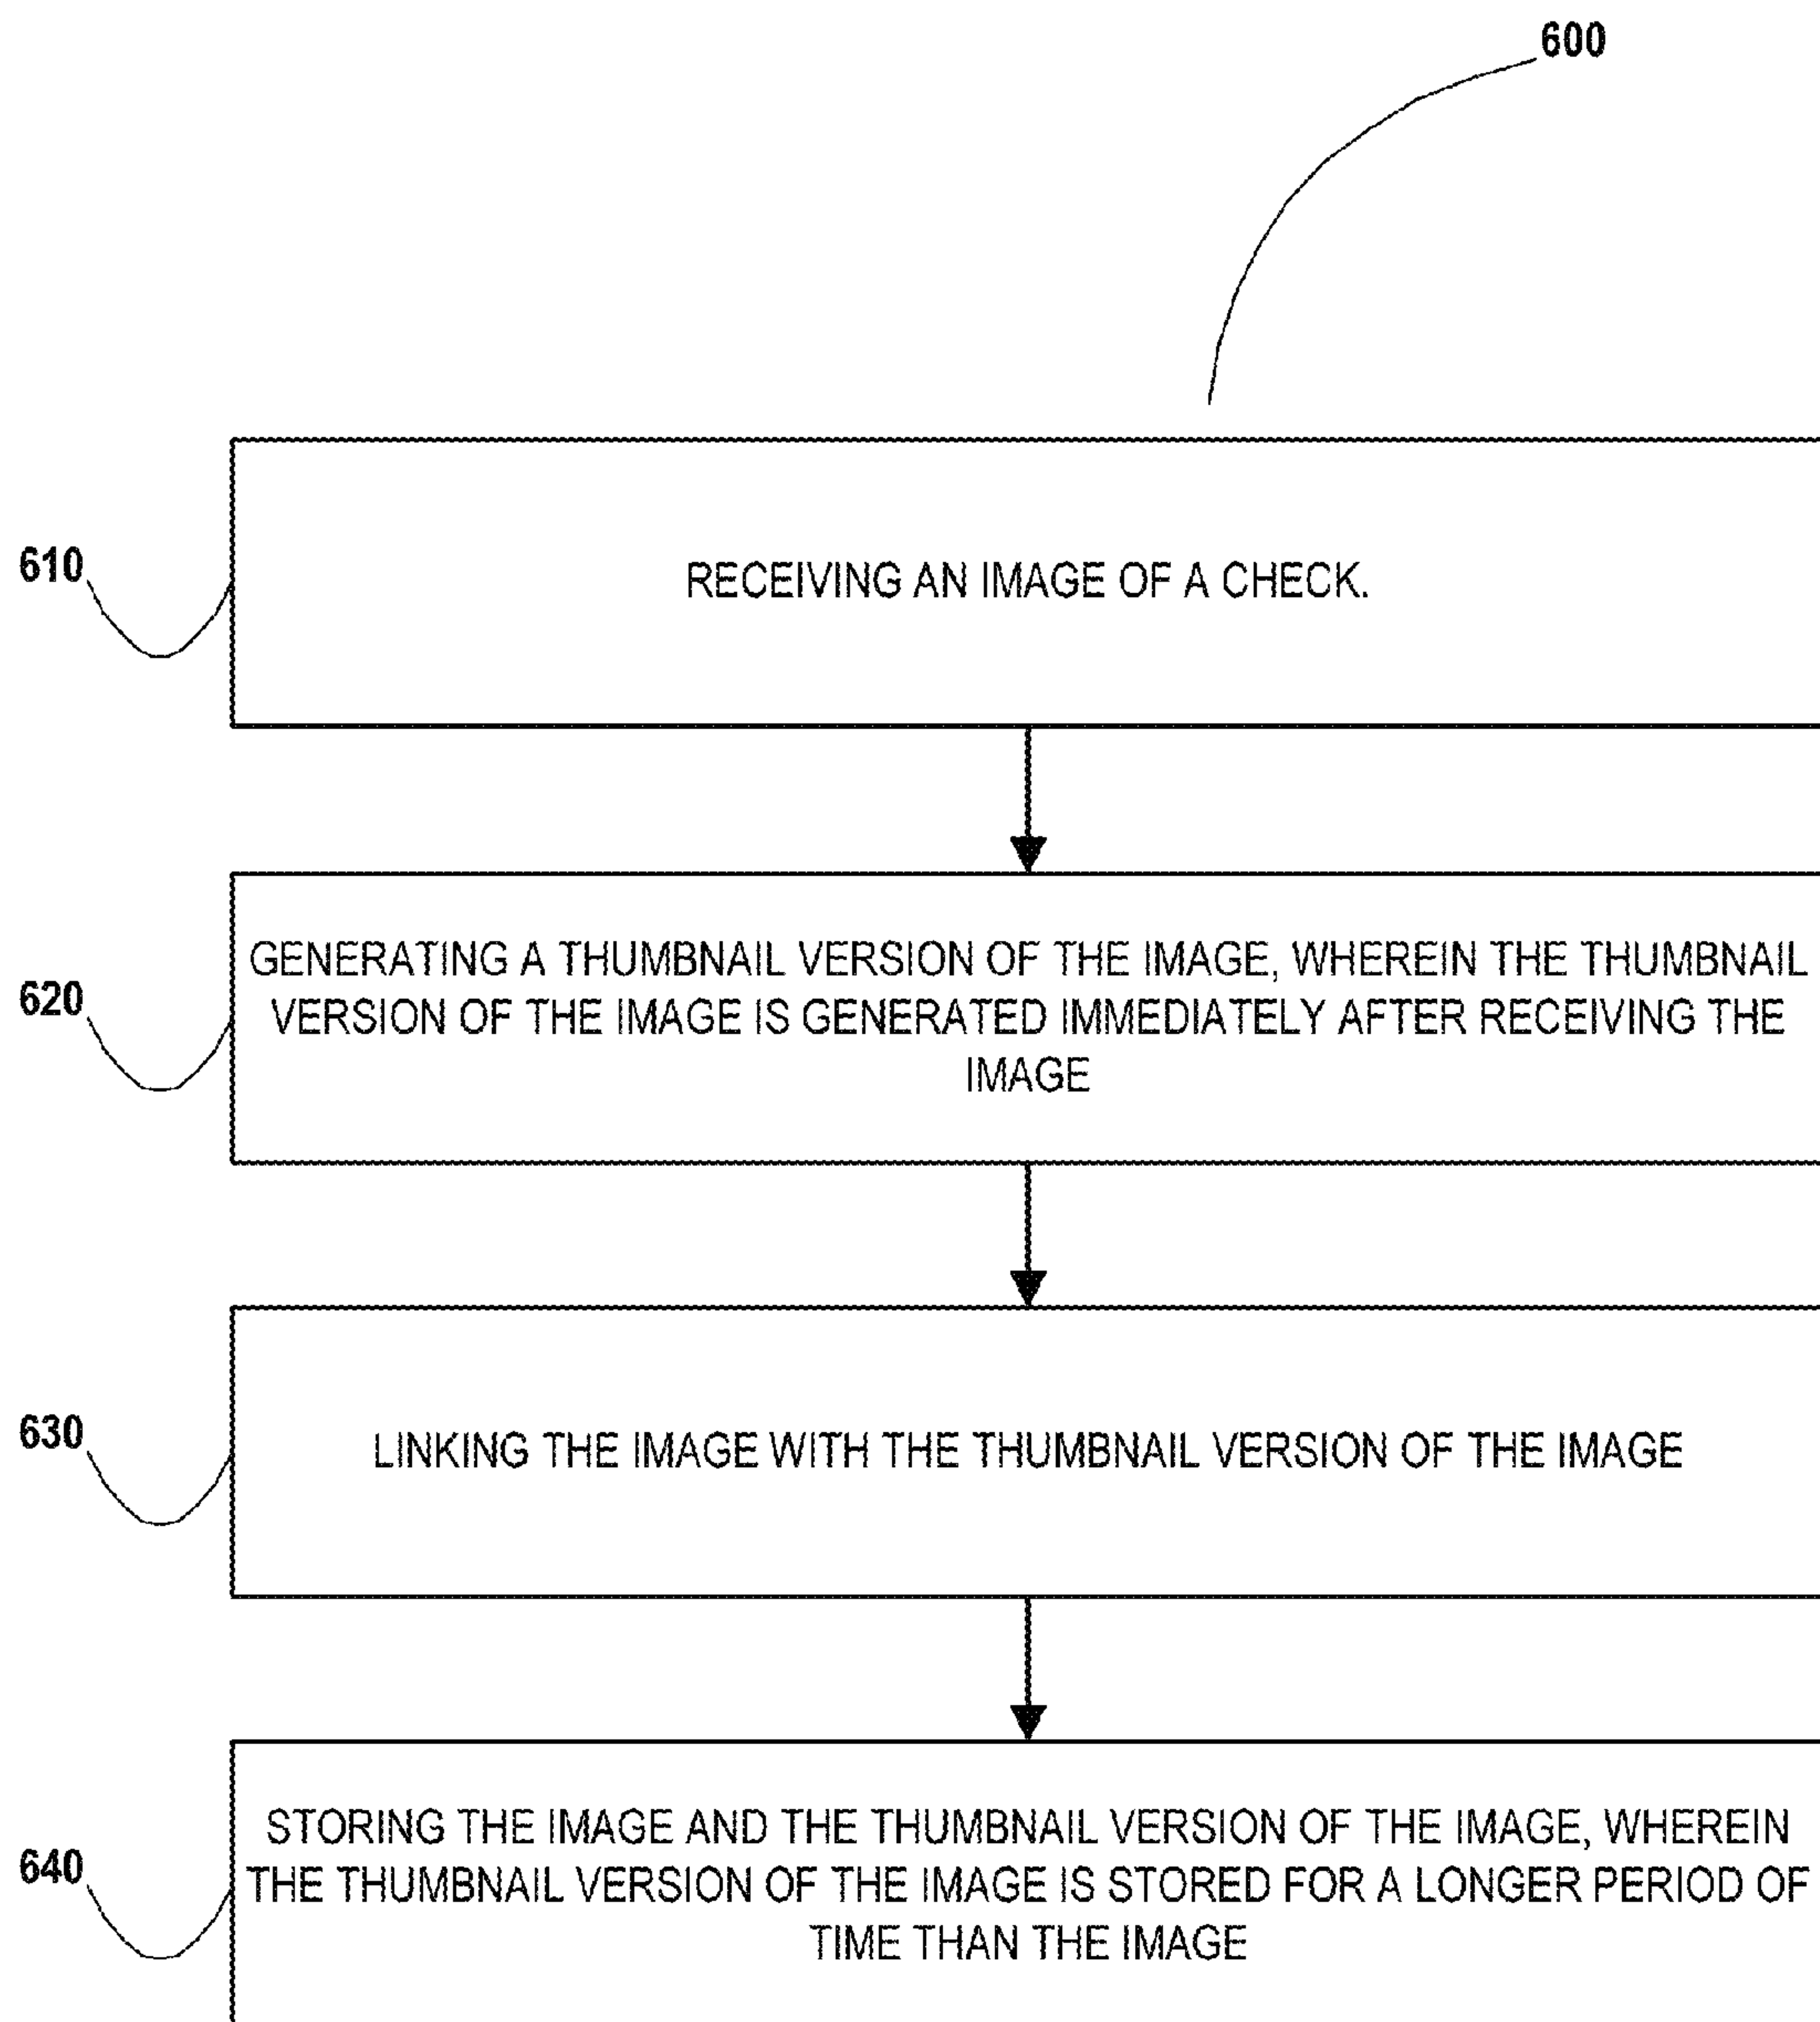 600
610
RECEIVING AN IMAGE OF A CHECK.
620
GENERATING A THUMBNAIL VERSION OF THE IMAGE, WHEREIN THE THUMBNAIL
VERSION OF THE IMAGE IS GENERATED IMMEDIATELY AFTER RECEIVING THE
IMAGE
630
LINKING THE IMAGE WITH THE THUMBNAIL VERSION OF THE IMAGE
640
STORING THE IMAGE AND THE THUMBNAIL VERSION OF THE IMAGE, WHEREIN
THE THUMBNAIL VERSION OF THE IMAGE IS STORED FOR A LONGER PERIOD OF
TIME THAN THE IMAGE